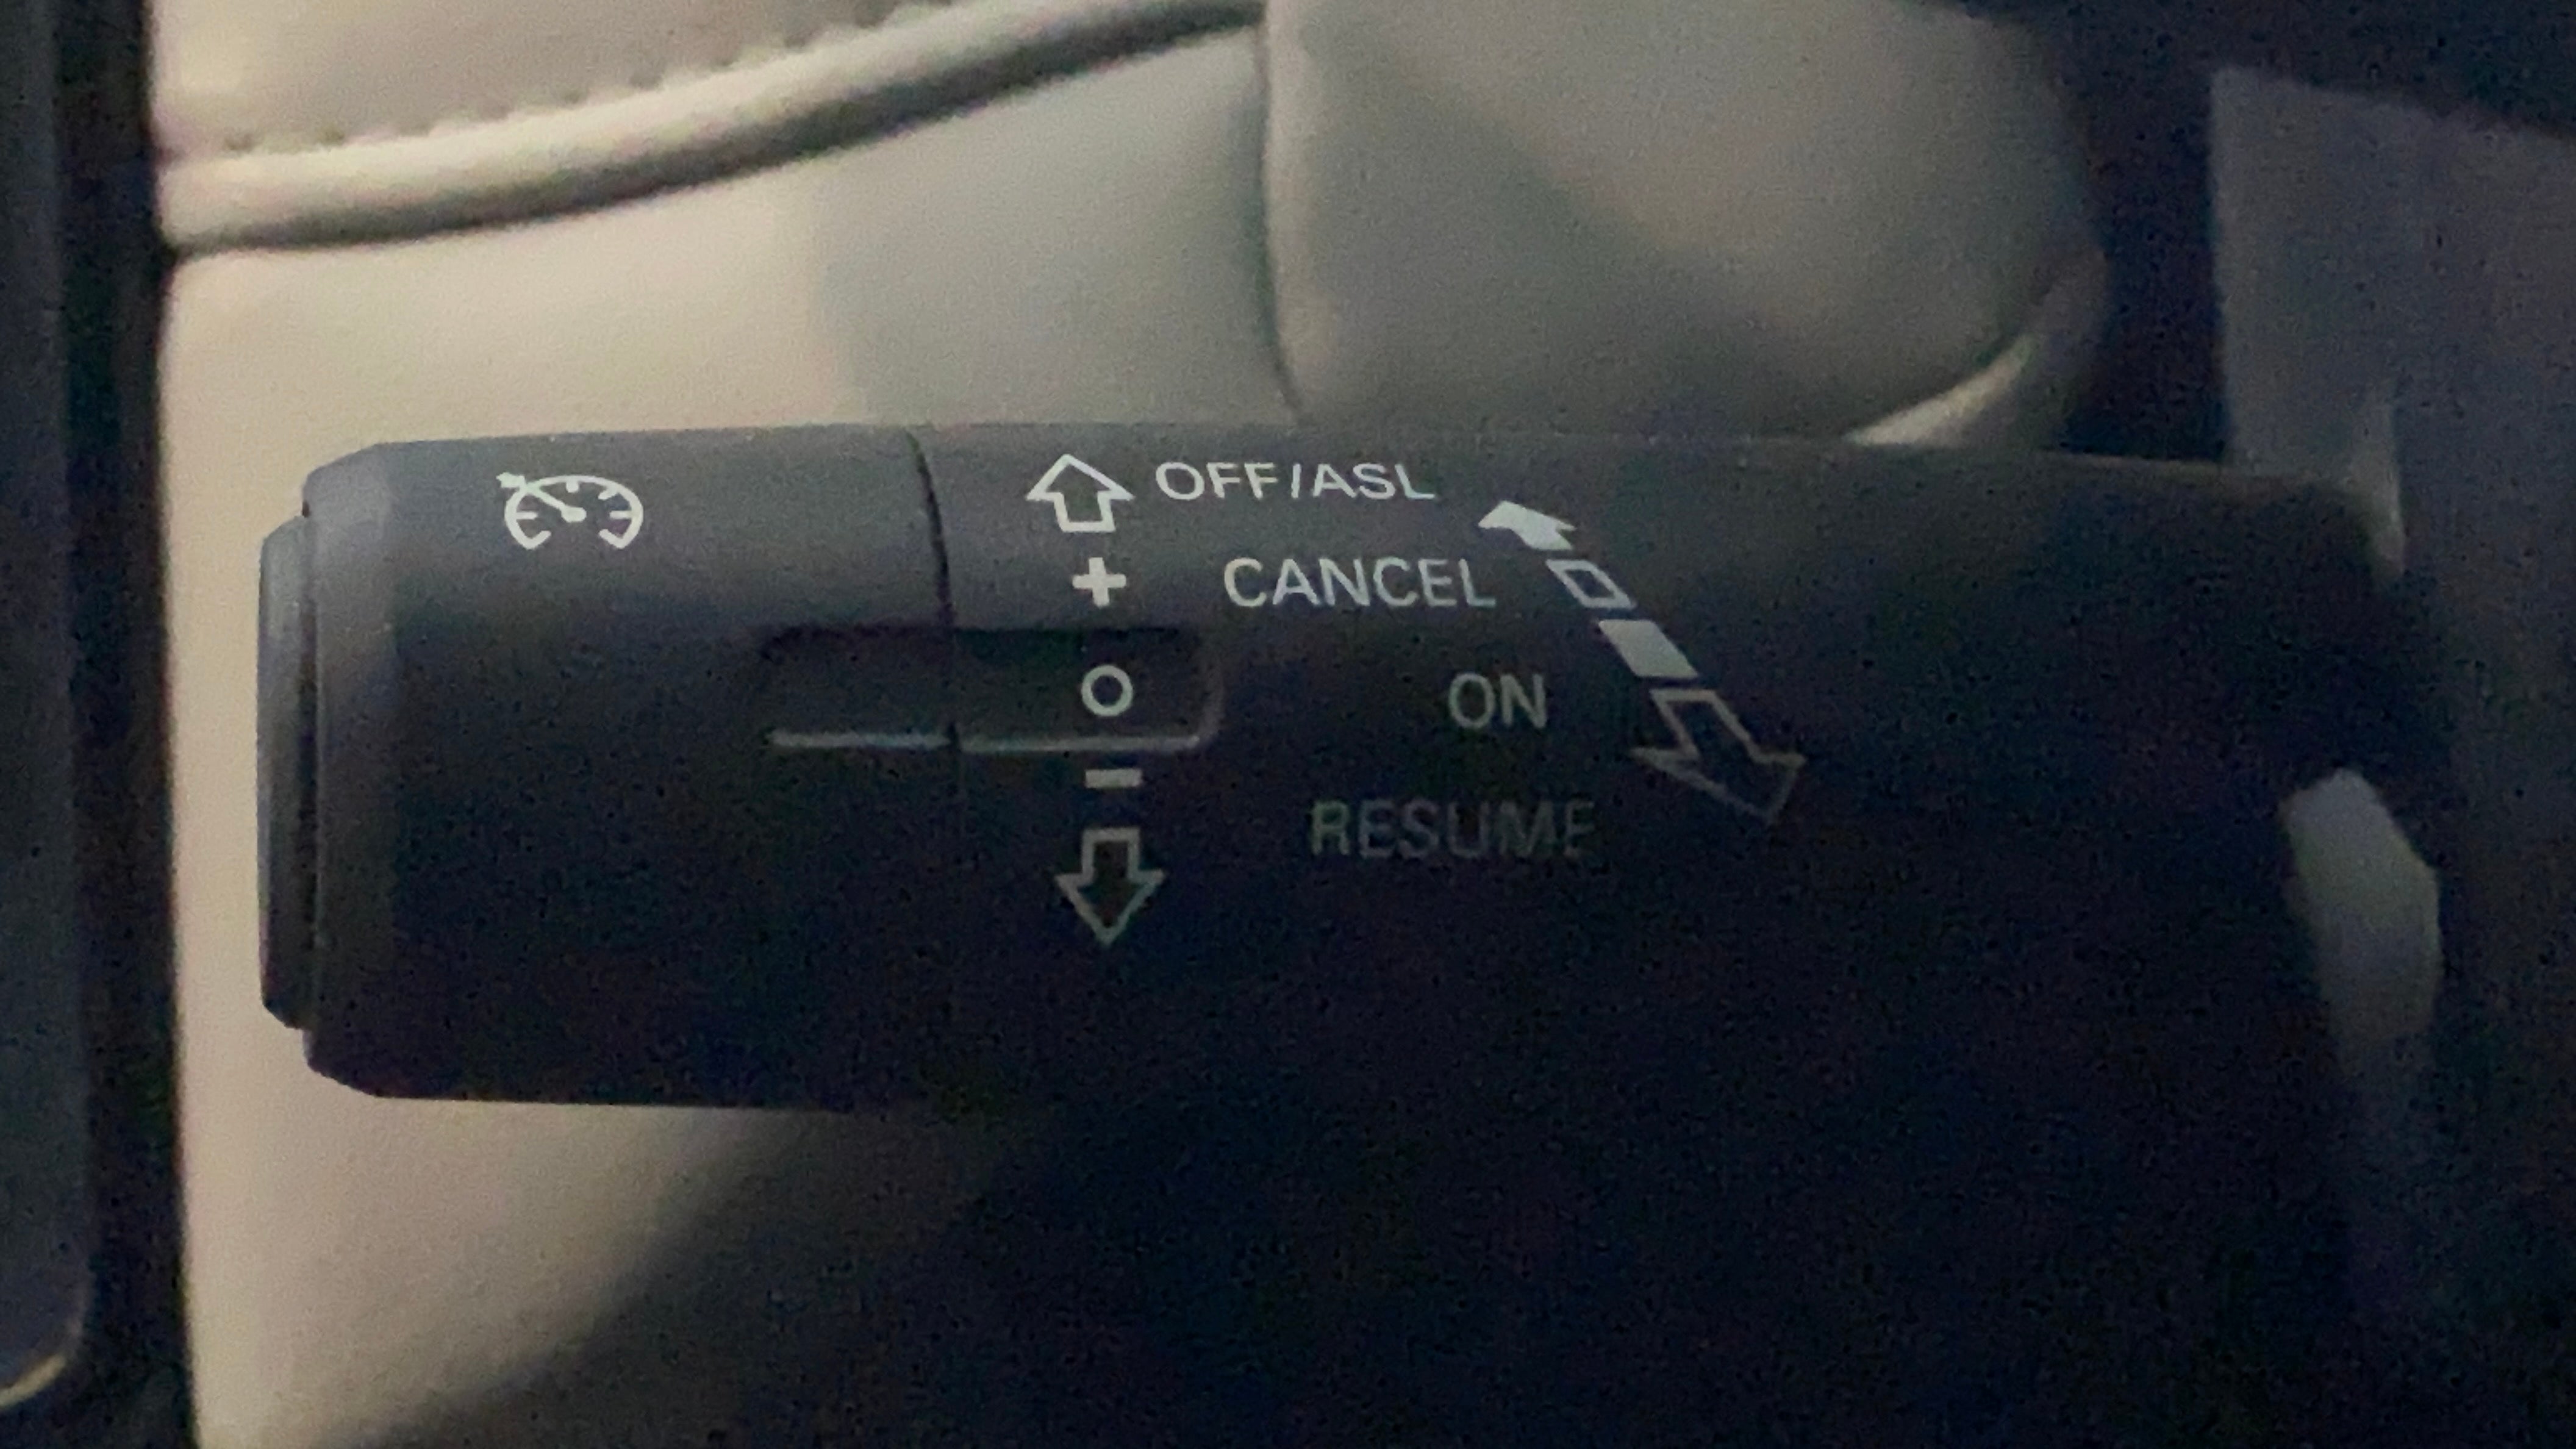 OFF/ASL
+ CANCEL
O ON
– RESUME